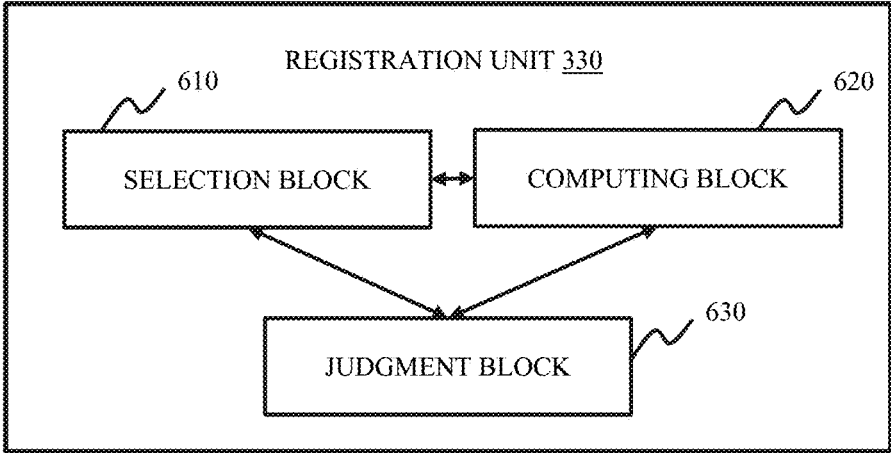 REGISTRATION UNIT 330
610
620
SELECTION BLOCK
COMPUTING BLOCK
630
JUDGMENT BLOCK